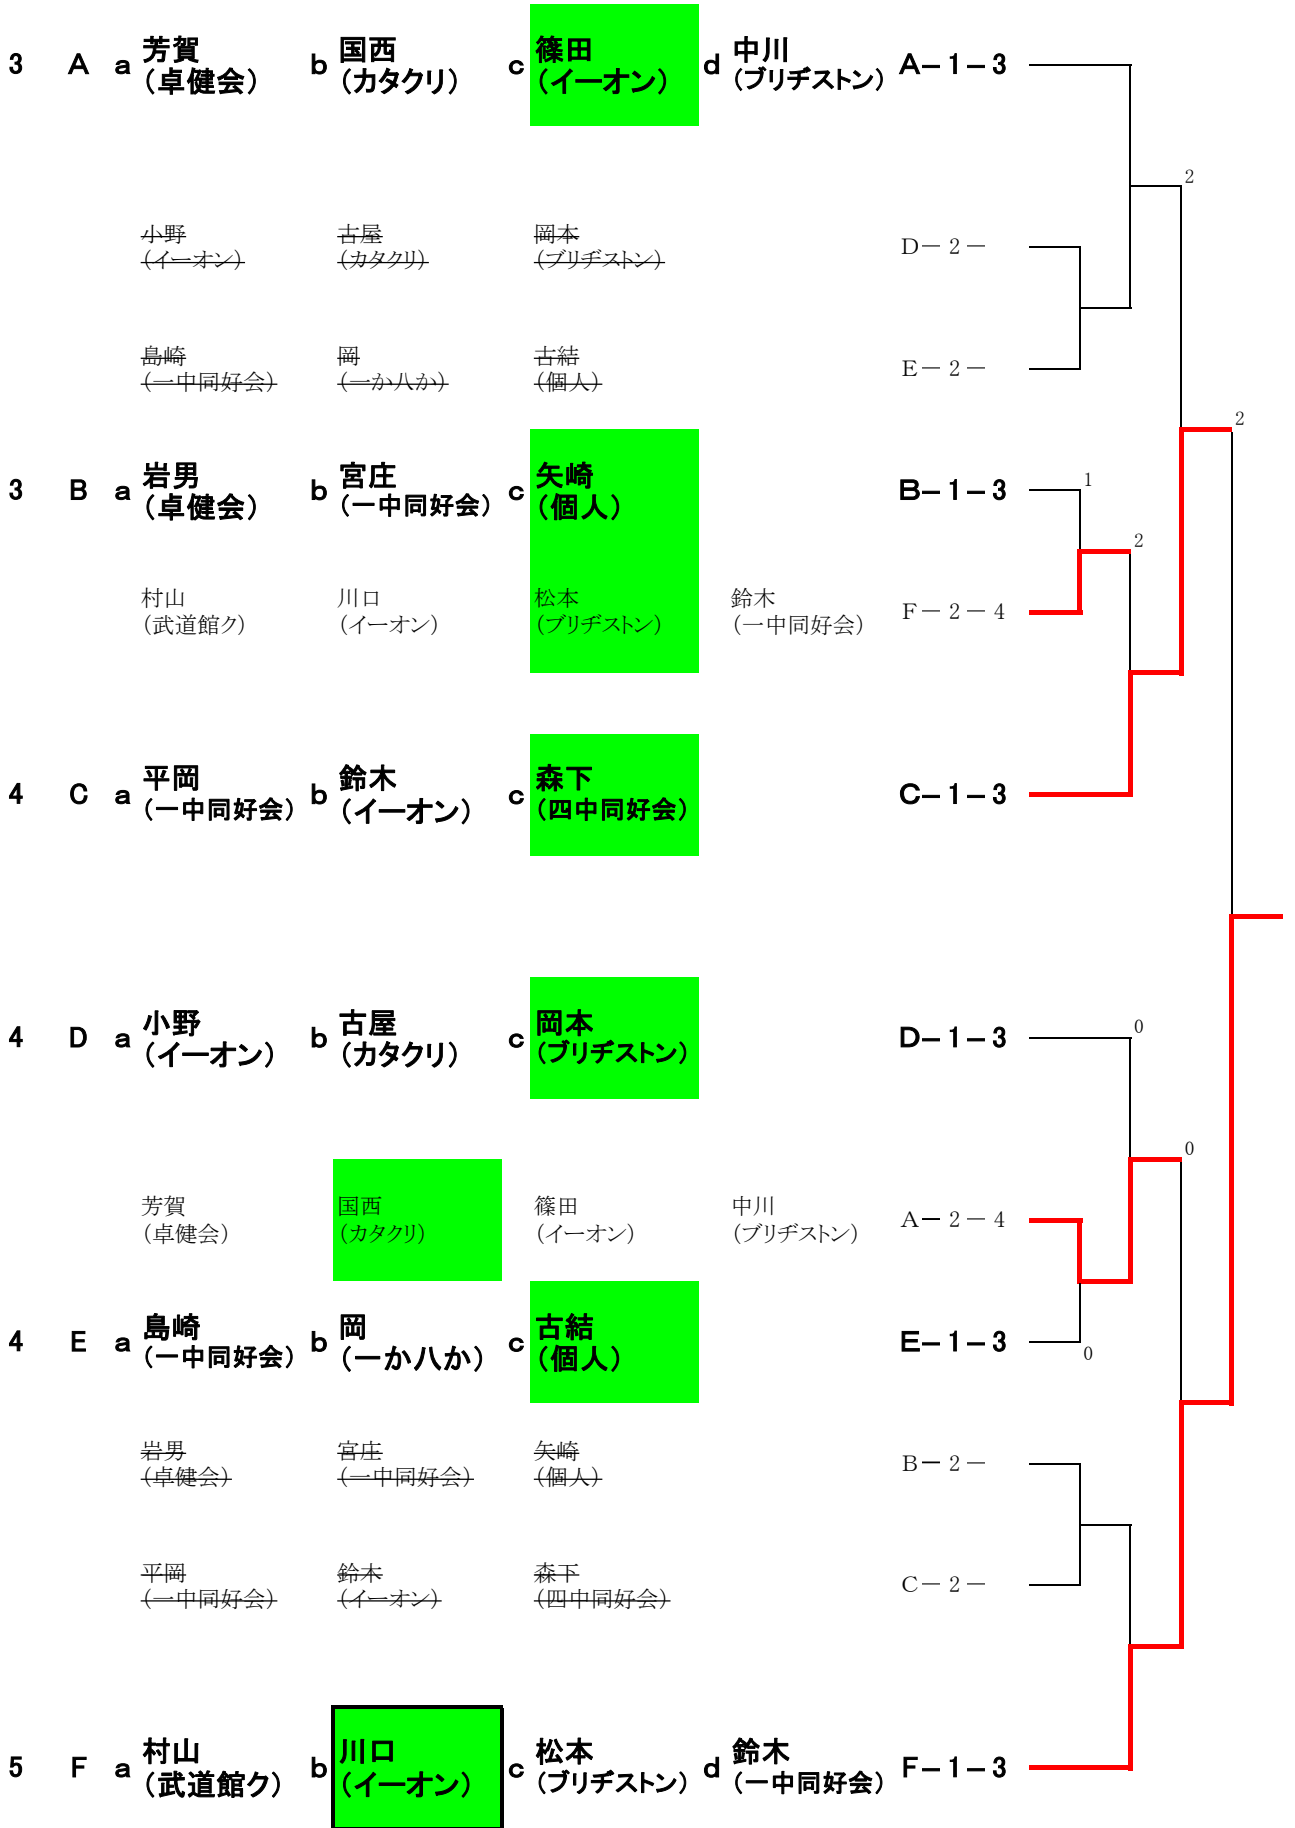 3 A a 芳賀 b 国西 c 篠田 d 中川 A-1-3
(卓健会) (カタクリ) (イーオン) (ブリヂストン)
2
小野 古屋 岡本 D-2-
(イーオン) (カタクリ) (ブリヂストン)
島崎 岡 古結 E-2-
(一中同好会) (一か八か) (個人)
2
3 B a 岩男 b 宮庄 c 矢崎 B-1-3 1
(卓健会) (一中同好会) (個人)
2
村山 川口 松本 鈴木 F-2-4
(武道館ク) (イーオン) (ブリヂストン) (一中同好会)
4 C a 平岡 b 鈴木 c 森下 C-1-3
(一中同好会) (イーオン) (四中同好会)
4 D a 小野 b 古屋 c 岡本 D-1-3 0
(イーオン) (カタクリ) (ブリヂストン)
0
芳賀 国西 篠田 中川 A-2-4
(卓健会) (カタクリ) (イーオン) (ブリヂストン)
4 E a 島崎 b 岡 c 古結 E-1-3 0
(一中同好会) (一か八か) (個人)
岩男 宮庄 矢崎 B-2-
(卓健会) (一中同好会) (個人)
平岡 鈴木 森下 C-2-
(一中同好会) (イーオン) (四中同好会)
5 F a 村山 b 川口 c 松本 d 鈴木 F-1-3
(武道館ク) (イーオン) (ブリヂストン) (一中同好会)